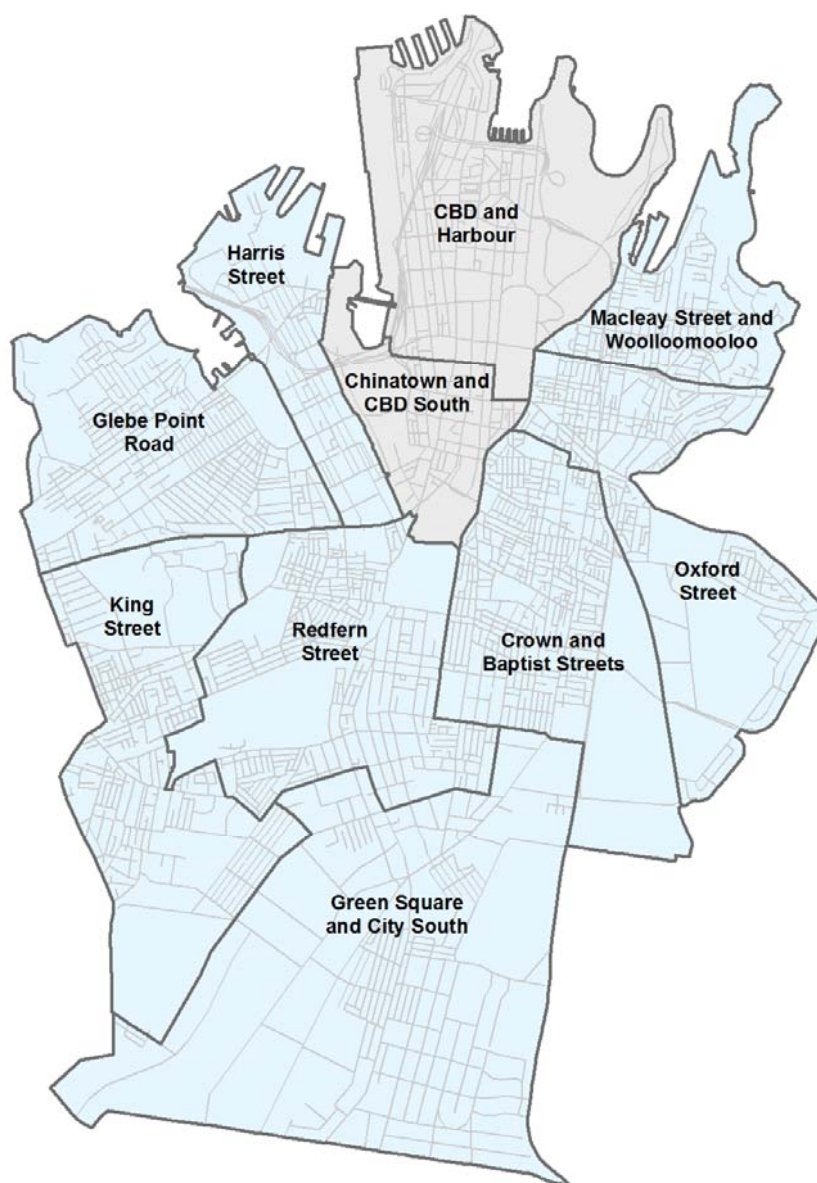 CBD and
Harbour
Harris
Street
Macleay Street and
Woolloomooloo
Chinatown and
CBD South
Glebe Point
Road
Oxford
Street
King
Street
Redfern
Street
Crown and
Baptist Streets
Green Square
and City South